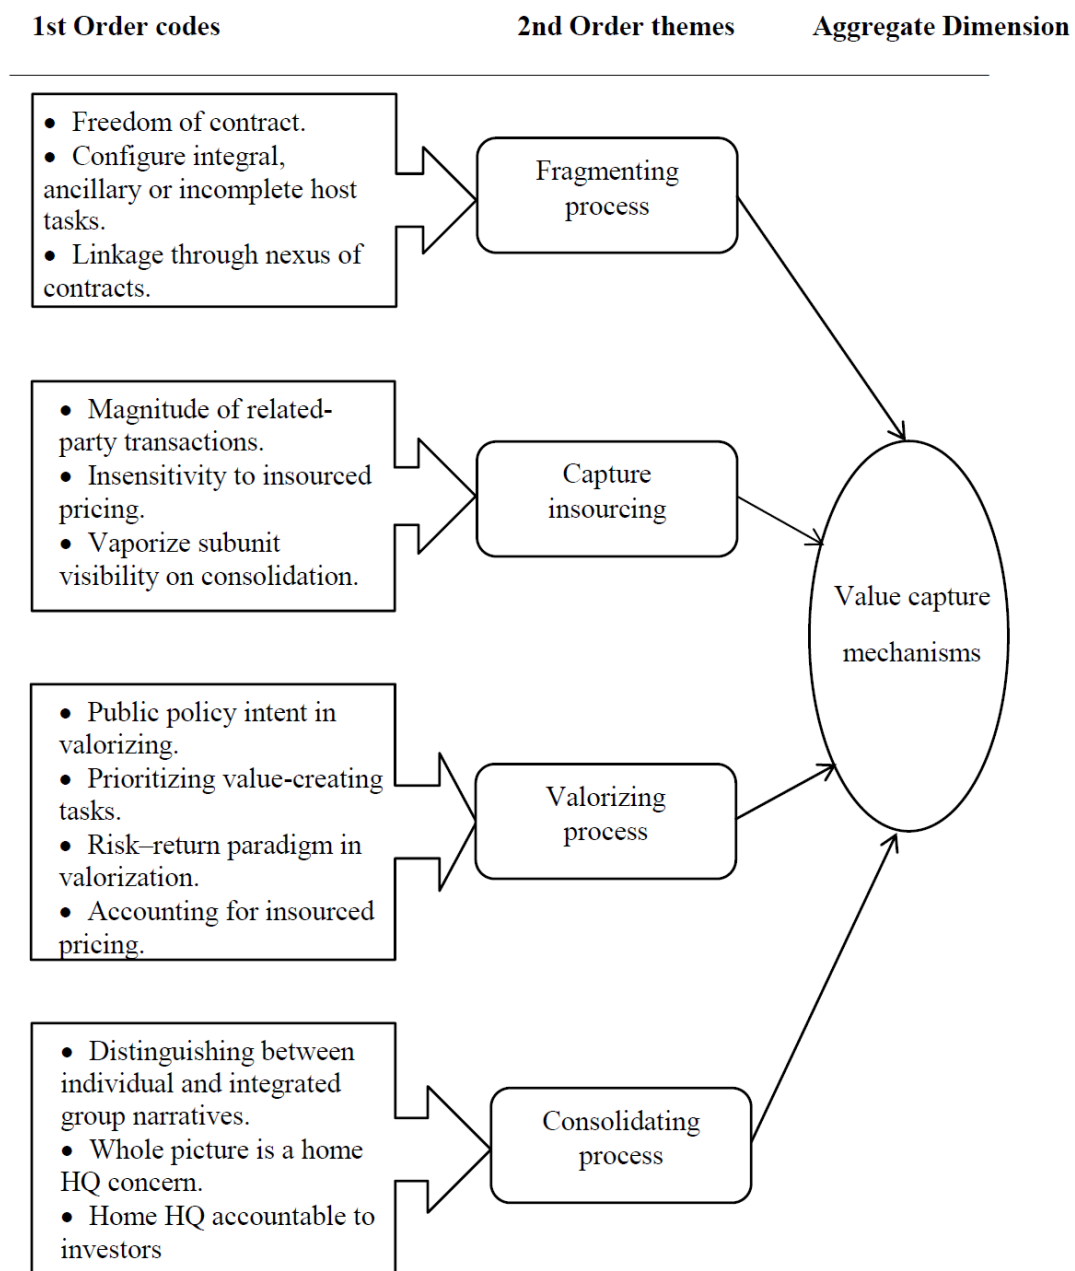 1st Order codes 2nd Order themes Aggregate Dimension
• Freedom of contract.
• Configure integral,
ancillary or incomplete host
tasks.
• Linkage through nexus of
contracts.
Fragmenting
process
• Magnitude of related-
party transactions.
• Insensitivity to insourced
pricing.
• Vaporize subunit
visibility on consolidation.
Capture
insourcing
Value capture
mechanisms
• Public policy intent in
valorizing.
• Prioritizing value-creating
tasks.
• Risk–return paradigm in
valorization.
• Accounting for insourced
pricing.
Valorizing
process
• Distinguishing between
individual and integrated
group narratives.
• Whole picture is a home
HQ concern.
• Home HQ accountable to
investors
Consolidating
process